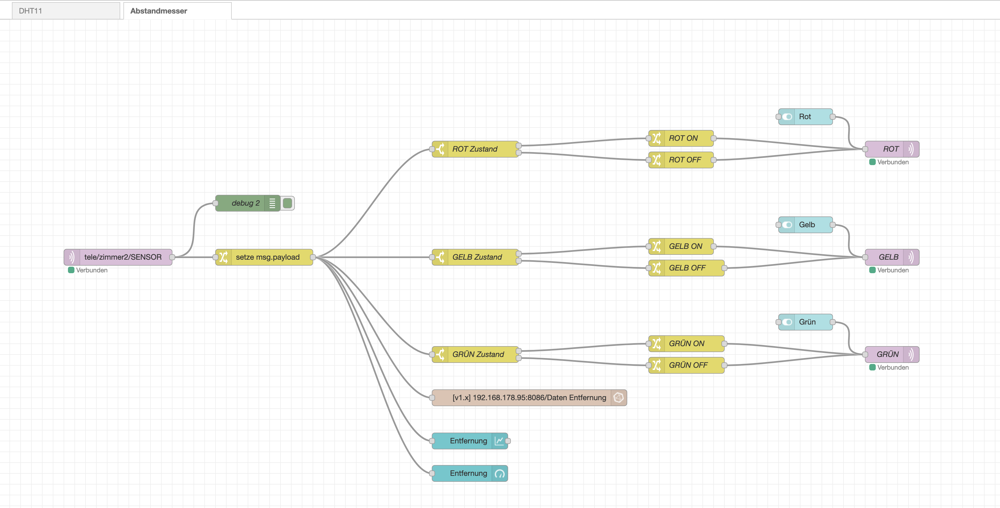 DHT11
Abstandmesser
Rot
ROT ON
ROT Zustand
ROT
ROT OFF
Verbunden
debug 2
Gelb
GELB ON
tele/zimmer2/SENSOR
setze msg.payload
GELB Zustand
GELB
GELB OFF
Verbunden
Verbunden
Grün
GRÜN ON
GRÜN Zustand
GRÜN
GRÜN OFF
Verbunden
[v1.x] 192.168.178.95:8086/Daten Entfernung
Entfernung
Entfernung